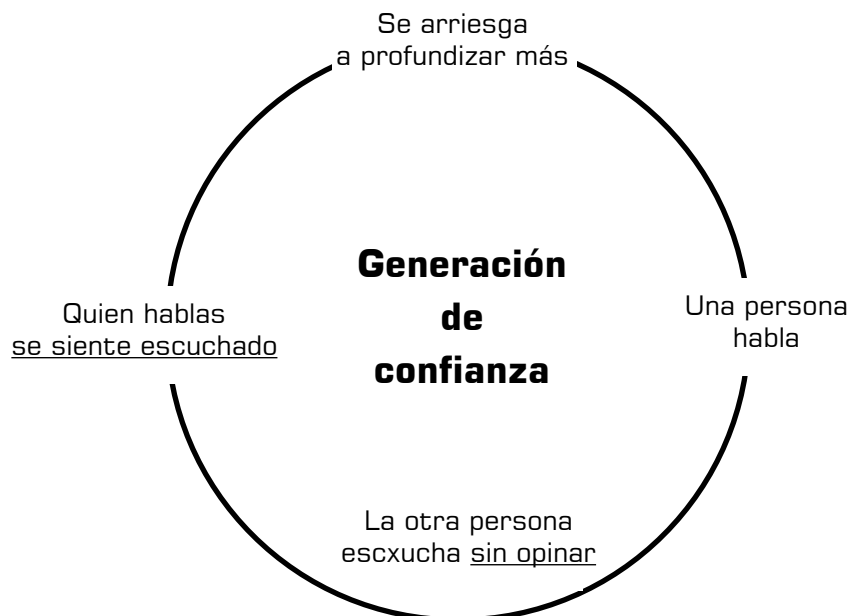 Se arriesga
a profundizar más
Generación
de
confianza
Quien hablas
se siente escuchado
Una persona
habla
La otra persona
escxucha sin opinar